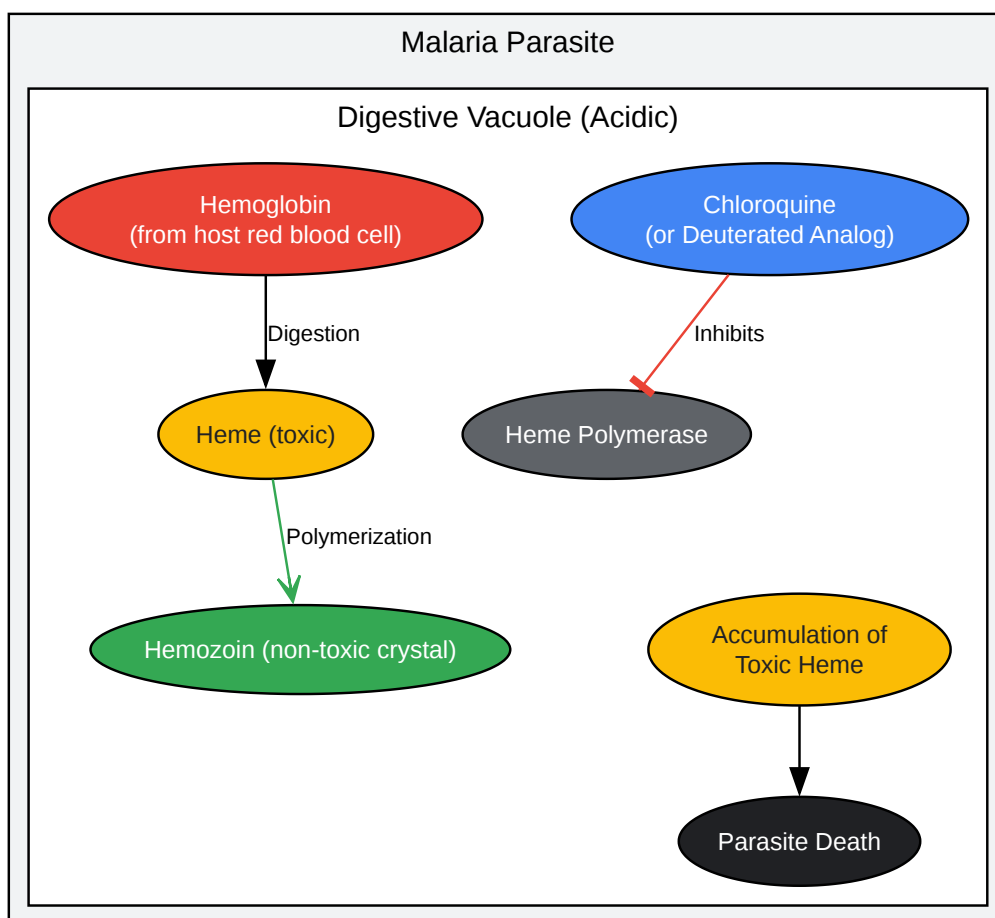 Malaria Parasite
Digestive Vacuole (Acidic)
Hemoglobin
(from host red blood cell)
Chloroquine
(or Deuterated Analog)
Digestion
Inhibits
Heme (toxic)
Heme Polymerase
Polymerization
Hemozoin (non-toxic crystal)
Accumulation of
Toxic Heme
Parasite Death